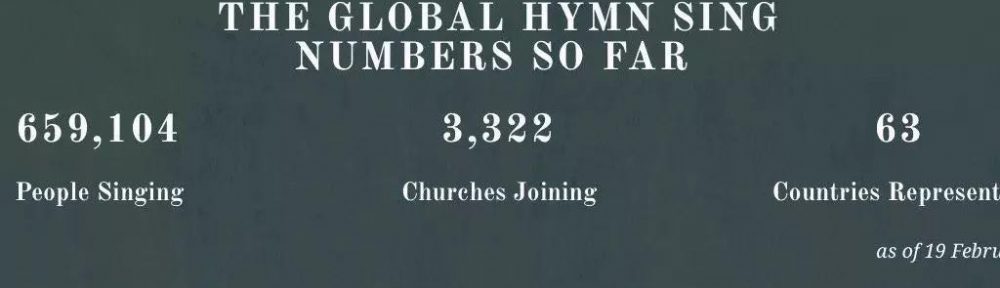 THE GLOBAL HYMN SING
NUMBERS SO FAR
659,104
3,322
63
People Singing
Churches Joining
Countries Represent
as of 19 Febru